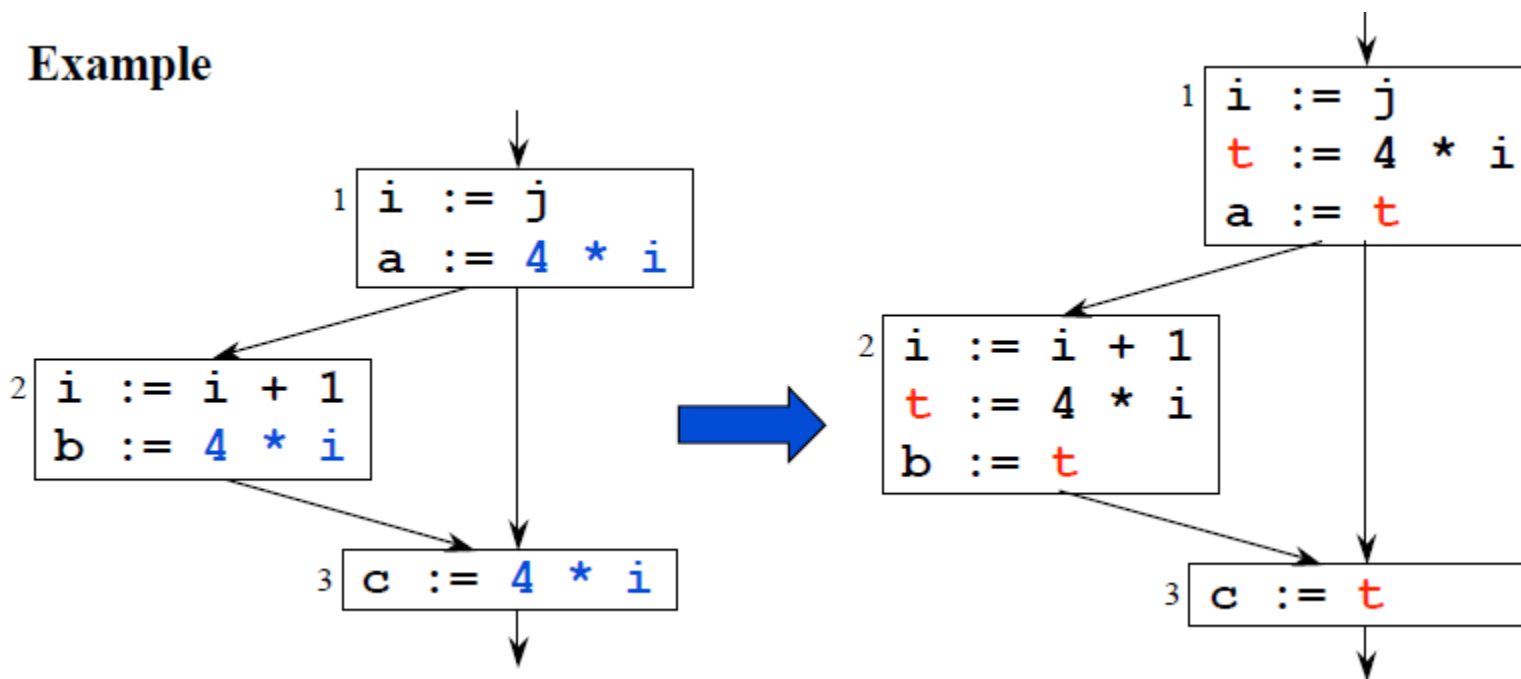 Example
1
i := j
a := 4 * i
2
i := i + 1
b := 4 * i
3
c := 4 * i
1
i := j
t := 4 * i
a := t
2
i := i + 1
t := 4 * i
b := t
3
c := t